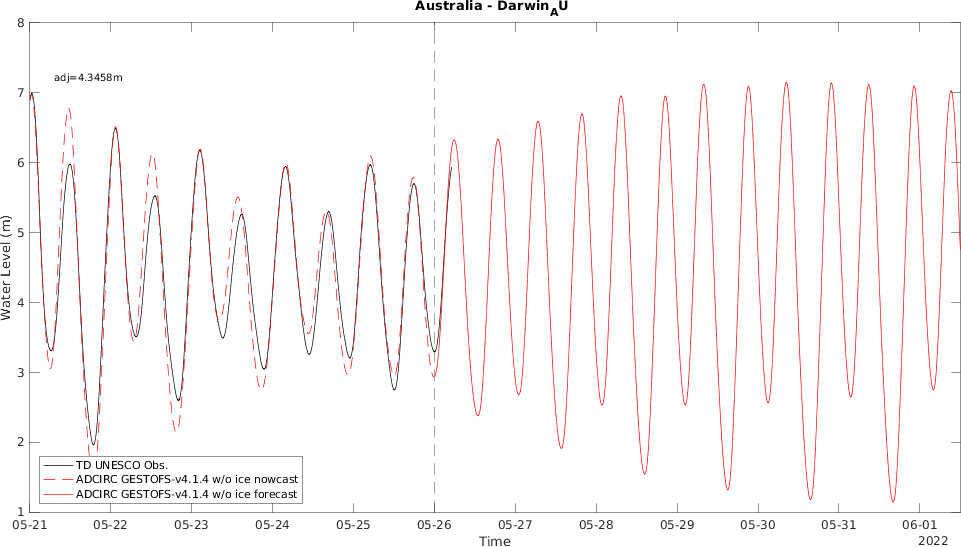 Australia - DarwinAU
8
7
6
5
4
3
2
1
adj=4.3458m
Water Level (m)
TD UNESCO Obs.
ADCIRC GESTOFS-v4.1.4 w/o ice nowcast
ADCIRC GESTOFS-v4.1.4 w/o ice forecast
05-21 05-22 05-23 05-24 05-25 05-26 05-27 05-28 05-29 05-30 05-31 06-01
Time
2022